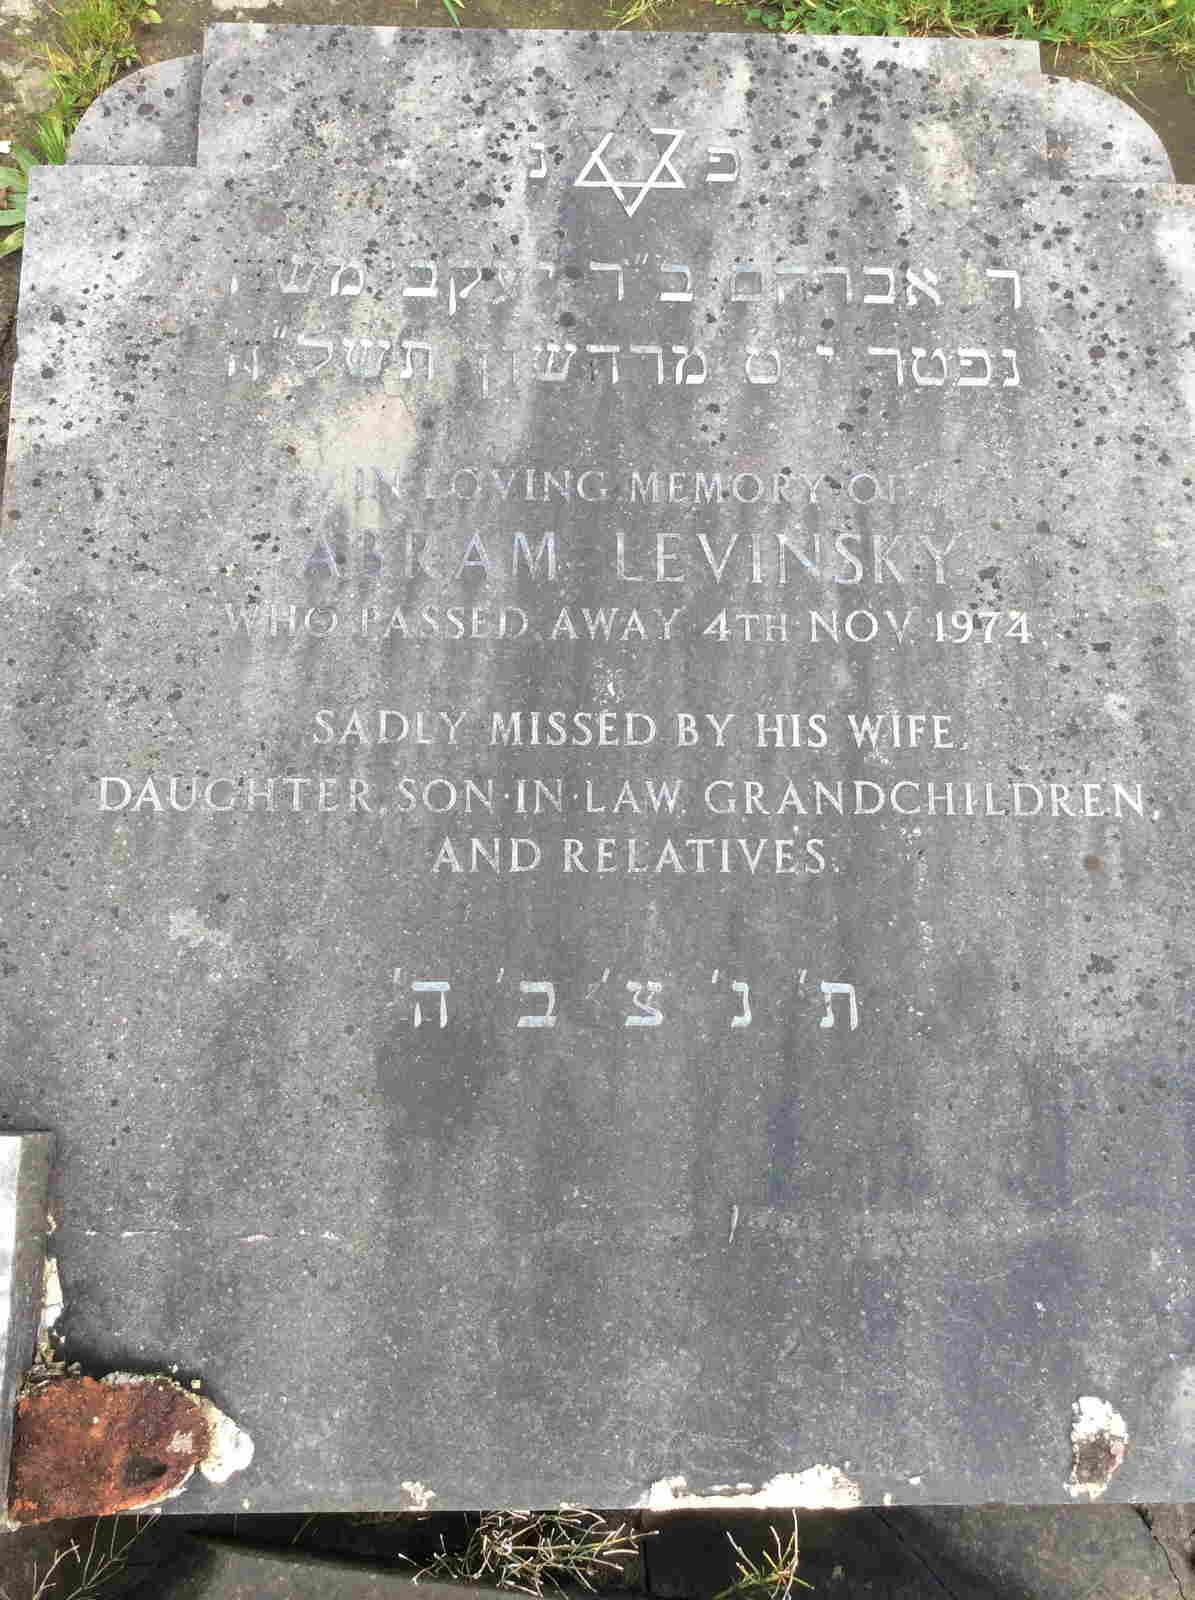 פ נ
ר' אברהם ב"ר יעקב משה
נפטר י"ט מרחשון תשל"ה
IN LOVING MEMORY OF
ABRAM LEVINSKY
WHO PASSED AWAY 4TH NOV. 1974.
SADLY MISSED BY HIS WIFE,
DAUGHTER, SON·IN·LAW, GRANDCHILDREN,
AND RELATIVES.
ת' נ' צ' ב' ה'